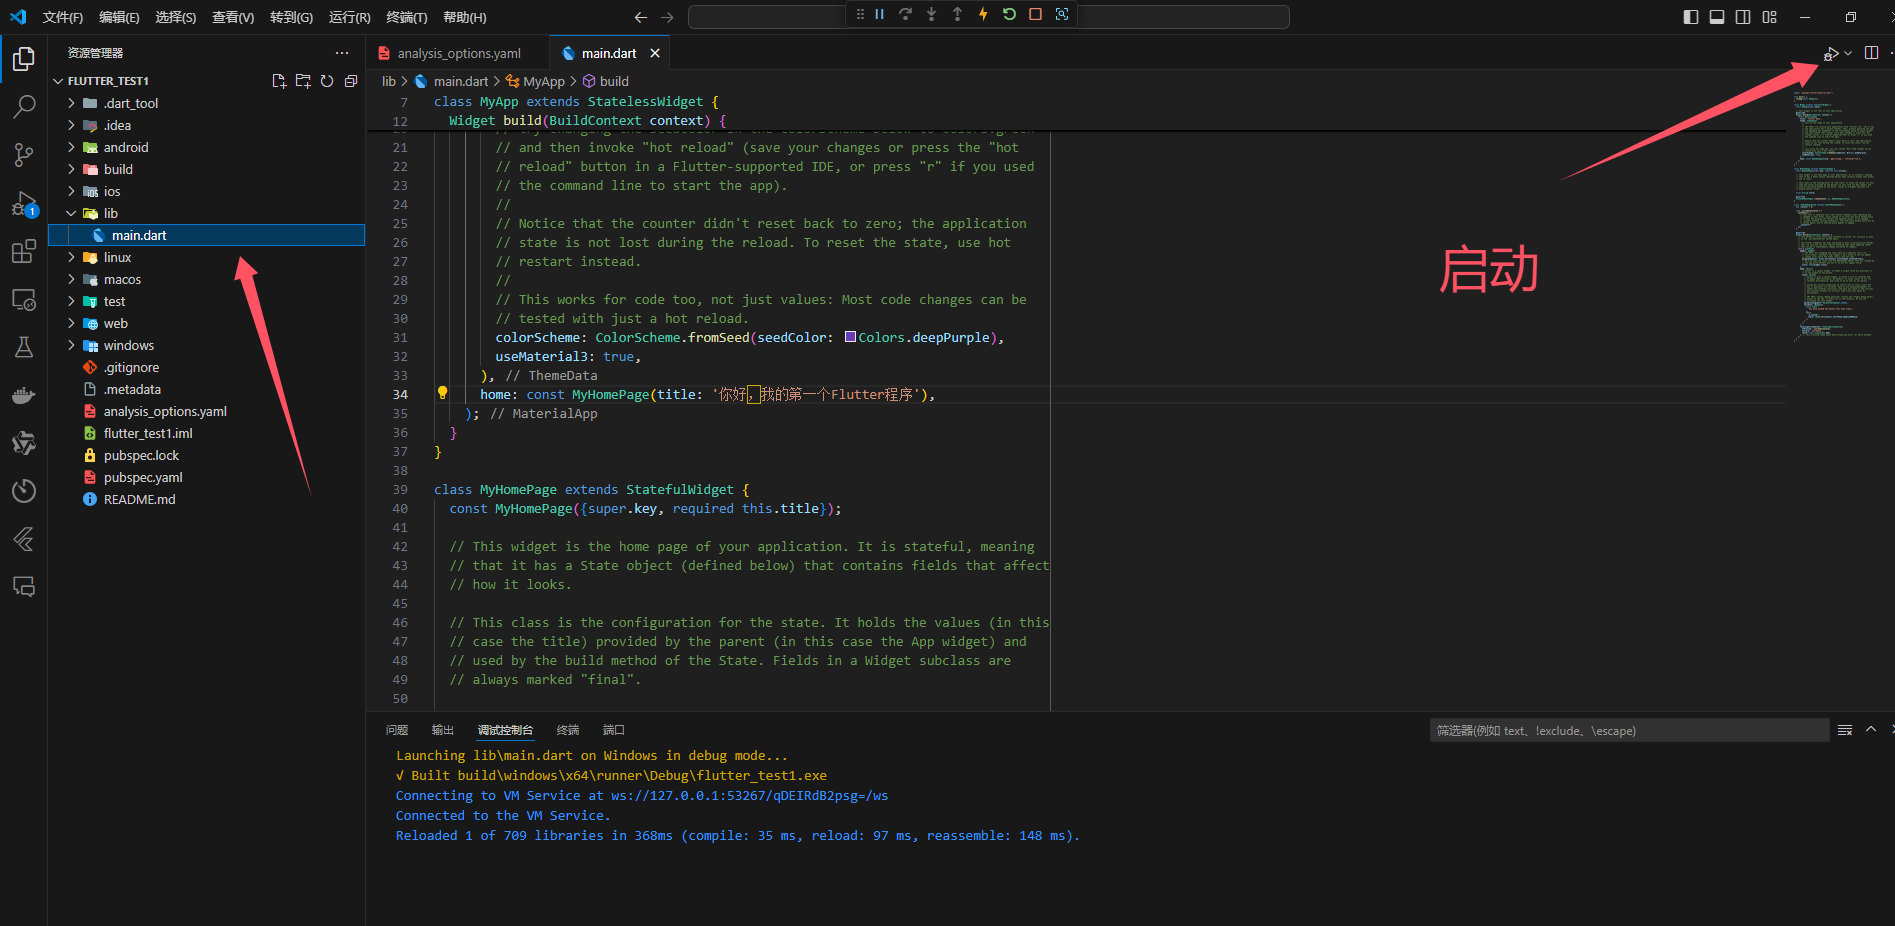 文件(F) 编辑(E) 选择(S) 查看(V) 转到(G) 运行(R) 终端(T) 帮助(H)
资源管理器
FLUTTER_TEST1
.dart_tool
.idea
android
build
ios
lib
main.dart
linux
macos
test
web
windows
.gitignore
.metadata
analysis_options.yaml
flutter_test1.iml
pubspec.lock
pubspec.yaml
README.md
1
analysis_options.yaml main.dart
lib > main.dart > MyApp > build
7 class MyApp extends StatelessWidget {
12 Widget build(BuildContext context) {
21 // and then invoke "hot reload" (save your changes or press the "hot
22 // reload" button in a Flutter-supported IDE, or press "r" if you used
23 // the command line to start the app).
24 //
25 // Notice that the counter didn't reset back to zero; the application
26 // state is not lost during the reload. To reset the state, use hot
27 // restart instead.
28 //
29 // This works for code too, not just values: Most code changes can be
30 // tested with just a hot reload.
31 colorScheme: ColorScheme.fromSeed(seedColor: Colors.deepPurple),
32 useMaterial3: true,
33 ), // ThemeData
34 home: const MyHomePage(title: '你好，我的第一个Flutter程序'),
35 ); // MaterialApp
36 }
37 }
38
39 class MyHomePage extends StatefulWidget {
40 const MyHomePage({super.key, required this.title});
41
42 // This widget is the home page of your application. It is stateful, meaning
43 // that it has a State object (defined below) that contains fields that affect
44 // how it looks.
45
46 // This class is the configuration for the state. It holds the values (in this
47 // case the title) provided by the parent (in this case the App widget) and
48 // used by the build method of the State. Fields in a Widget subclass are
49 // always marked "final".
50
启动
问题 输出 调试控制台 终端 端口
筛选器(例如 text、!exclude、\escape)
Launching lib\main.dart on Windows in debug mode...
√ Built build\windows\x64\runner\Debug\flutter_test1.exe
Connecting to VM Service at ws://127.0.0.1:53267/qDEIRdB2psg=/ws
Connected to the VM Service.
Reloaded 1 of 709 libraries in 368ms (compile: 35 ms, reload: 97 ms, reassemble: 148 ms).